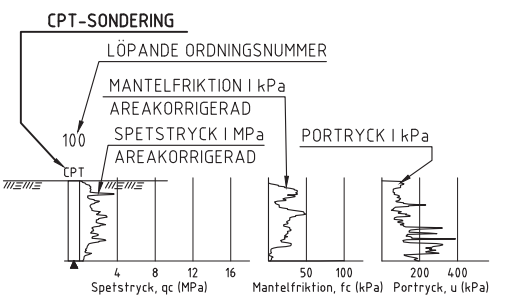 CPT-SONDERING
LÖPANDE ORDNINGSNUMMER
MANTELFRIKTION I kPa
AREAKORRIGERAD
100
SPETSTRYCK I MPa
AREAKORRIGERAD
PORTRYCK I kPa
CPT
4 8 12 16
50 100
200 400
Spetstryck, qc (MPa)
Mantelfriktion, fc (kPa)
Portryck, u (kPa)